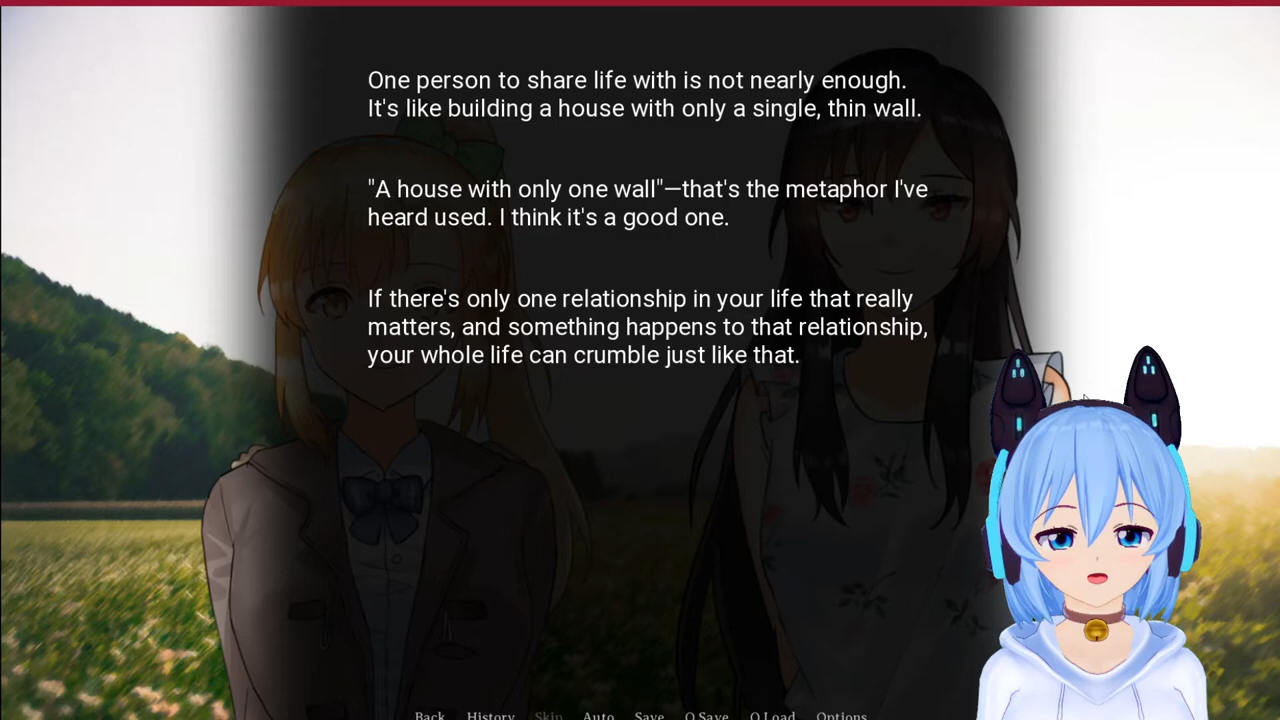 One person to share life with is not nearly enough.
It's like building a house with only a single, thin wall.
"A house with only one wall"—that's the metaphor I've
heard used. I think it's a good one.
If there's only one relationship in your life that really
matters, and something happens to that relationship,
your whole life can crumble just like that.
Back History Skip Auto Save Q.Save Q.Load Options